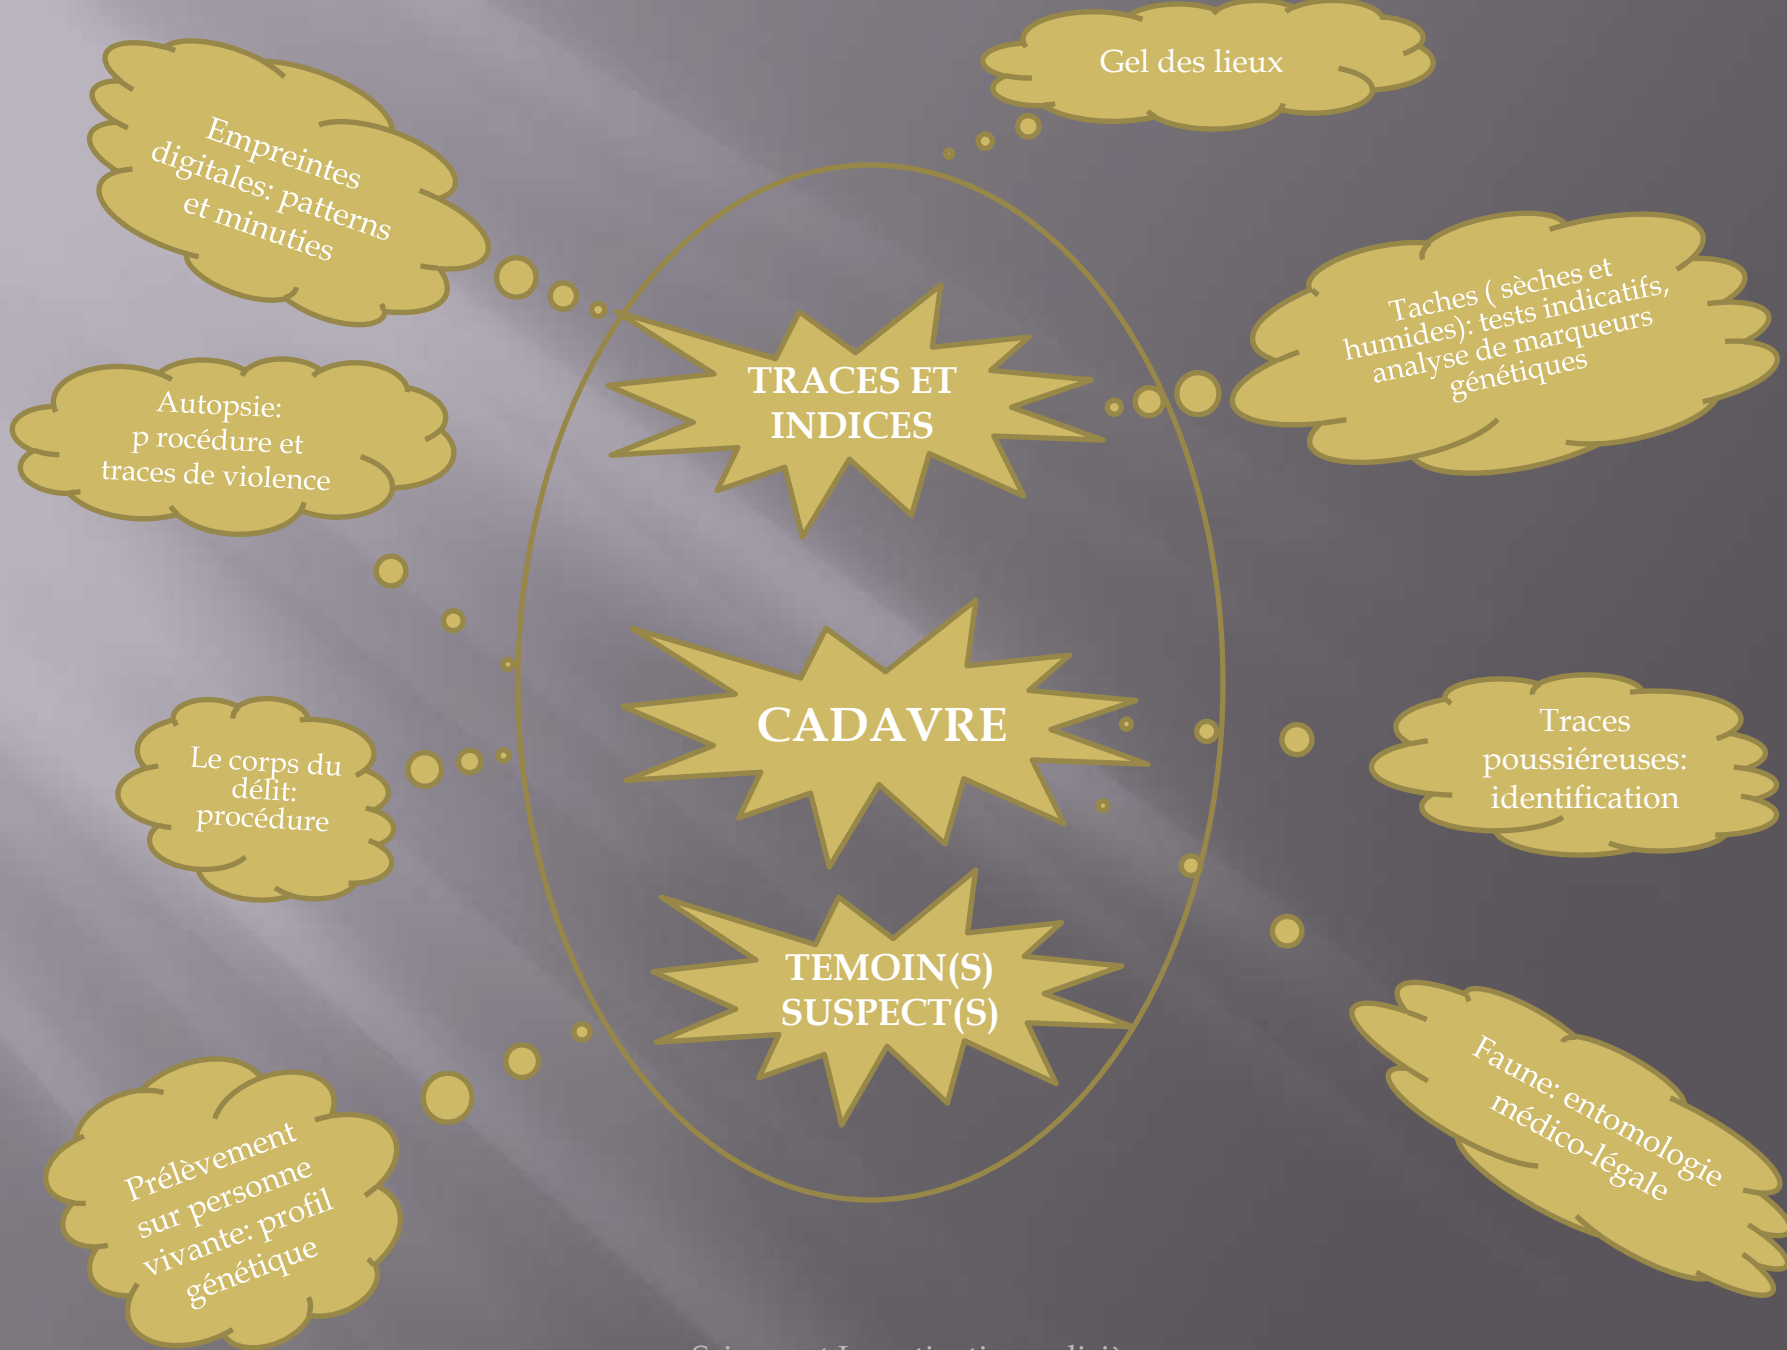 Gel des lieux
Empreintes
digitales: patterns
et minuties
Taches ( sèches et
humides): tests indicatifs,
analyse de marqueurs
génétiques
TRACES ET
INDICES
Autopsie:
p rocédure et
traces de violence
CADAVRE
Le corps du
délit:
procédure
Traces
poussiéreuses:
identification
TEMOIN(S)
SUSPECT(S)
Faune: entomologie
médico-légale
Prélèvement
sur personne
vivante: profil
génétique